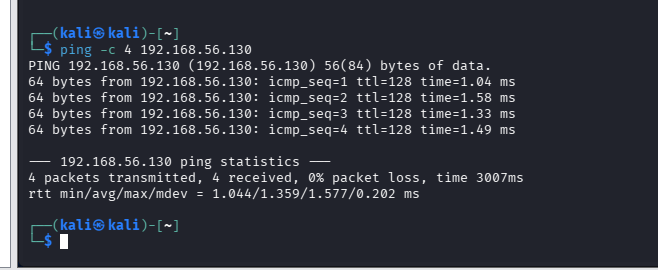 ┌──(kali㉿kali)-[~]
└─$ ping -c 4 192.168.56.130
PING 192.168.56.130 (192.168.56.130) 56(84) bytes of data.
64 bytes from 192.168.56.130: icmp_seq=1 ttl=128 time=1.04 ms
64 bytes from 192.168.56.130: icmp_seq=2 ttl=128 time=1.58 ms
64 bytes from 192.168.56.130: icmp_seq=3 ttl=128 time=1.33 ms
64 bytes from 192.168.56.130: icmp_seq=4 ttl=128 time=1.49 ms
--- 192.168.56.130 ping statistics ---
4 packets transmitted, 4 received, 0% packet loss, time 3007ms
rtt min/avg/max/mdev = 1.044/1.359/1.577/0.202 ms
┌──(kali㉿kali)-[~]
└─$